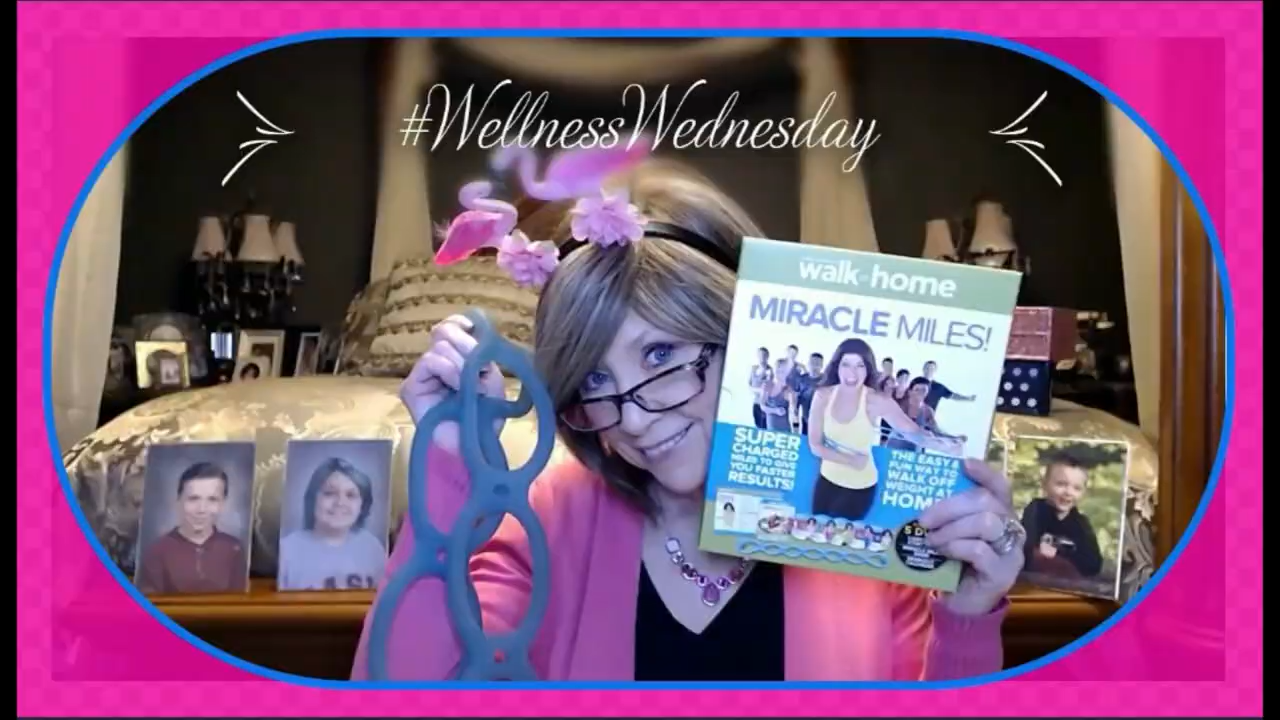 #WellnessWednesday
walk at home
MIRACLE MILES!
SUPER
CHARGED
MILES TO GIVE
YOU FASTER
RESULTS!
THE EASY &
FUN WAY TO
WALK OFF
WEIGHT AT
HOME